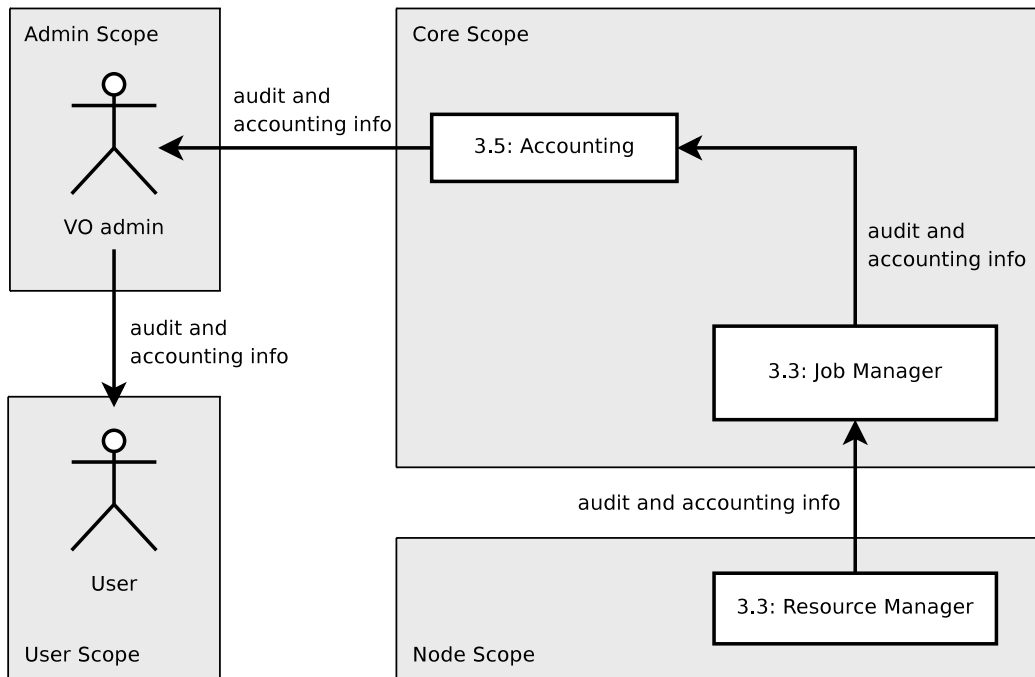 Admin Scope
VO admin
audit and
accounting info
Core Scope
3.5: Accounting
audit and
accounting info
3.3: Job Manager
audit and
accounting info
User
User Scope
audit and accounting info
3.3: Resource Manager
Node Scope